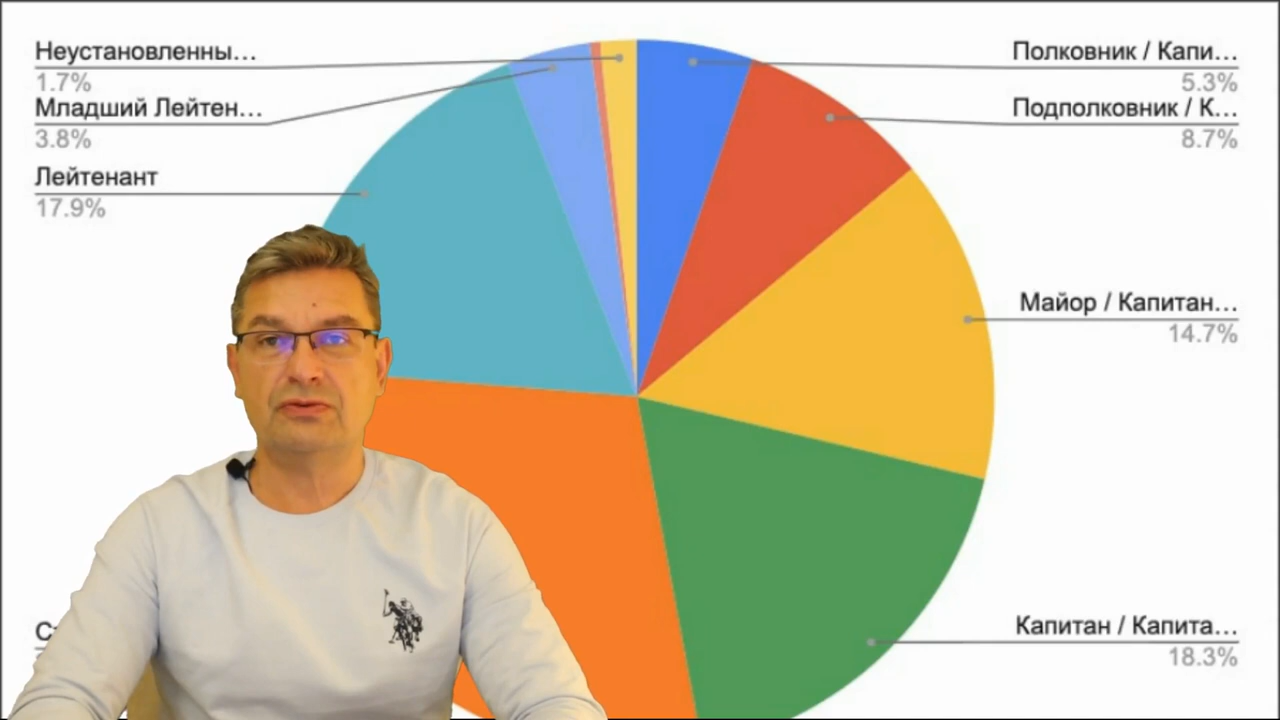 Неустановленны...
1.7%
Младший Лейтен...
3.8%
Лейтенант
17.9%
Полковник / Капи...
5.3%
Подполковник / К...
8.7%
Майор / Капитан...
14.7%
Капитан / Капита...
18.3%